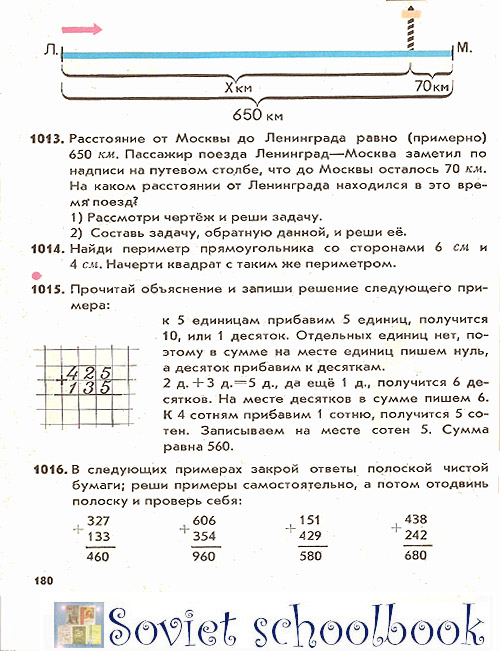 Л. М.
Xкм 70км
650 км
1013. Расстояние от Москвы до Ленинграда равно (примерно)
650 км. Пассажир поезда Ленинград—Москва заметил по
надписи на путевом столбе, что до Москвы осталось 70 км.
На каком расстоянии от Ленинграда находился в это вре-
мя поезд?
1) Рассмотри чертёж и реши задачу.
2) Составь задачу, обратную данной, и реши её.
1014. Найди периметр прямоугольника со сторонами 6 см и
4 см. Начерти квадрат с таким же периметром.
1015. Прочитай объяснение и запиши решение следующего при-
мера:
к 5 единицам прибавим 5 единиц, получится
10, или 1 десяток. Отдельных единиц нет, по-
этому в сумме на месте единиц пишем нуль,
а десяток прибавим к десяткам.
2 д.+3 д.=5 д., да ещё 1 д., получится 6 де-
сятков. На месте десятков в сумме пишем 6.
К 4 сотням прибавим 1 сотню, получится 5 со-
тен. Записываем на месте сотен 5. Сумма
равна 560.
425
+135
1016. В следующих примерах закрой ответы полоской чистой
бумаги; реши примеры самостоятельно, а потом отодвинь
полоску и проверь себя:
327 606 151 438
+ + + +
133 354 429 242
460 960 580 680
180
Soviet schoolbook